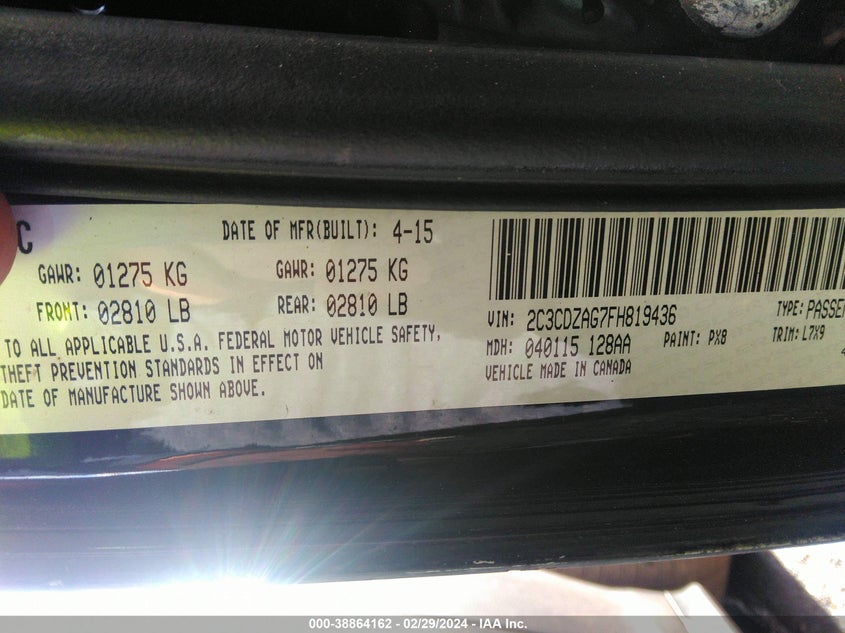 C
DATE OF MFR(BUILT): 4-15
GAWR: 01275 KG GAWR: 01275 KG
FRONT: 02810 LB REAR: 02810 LB
TO ALL APPLICABLE U.S.A. FEDERAL MOTOR VEHICLE SAFETY,
THEFT PREVENTION STANDARDS IN EFFECT ON
DATE OF MANUFACTURE SHOWN ABOVE.
VIN: 2C3CDZAG7FH819436 TYPE: PASSEN
MDH: 040115 128AA PAINT: PX8 TRIM: L7X9
VEHICLE MADE IN CANADA 4
000-38864162 - 02/29/2024 - IAA Inc.